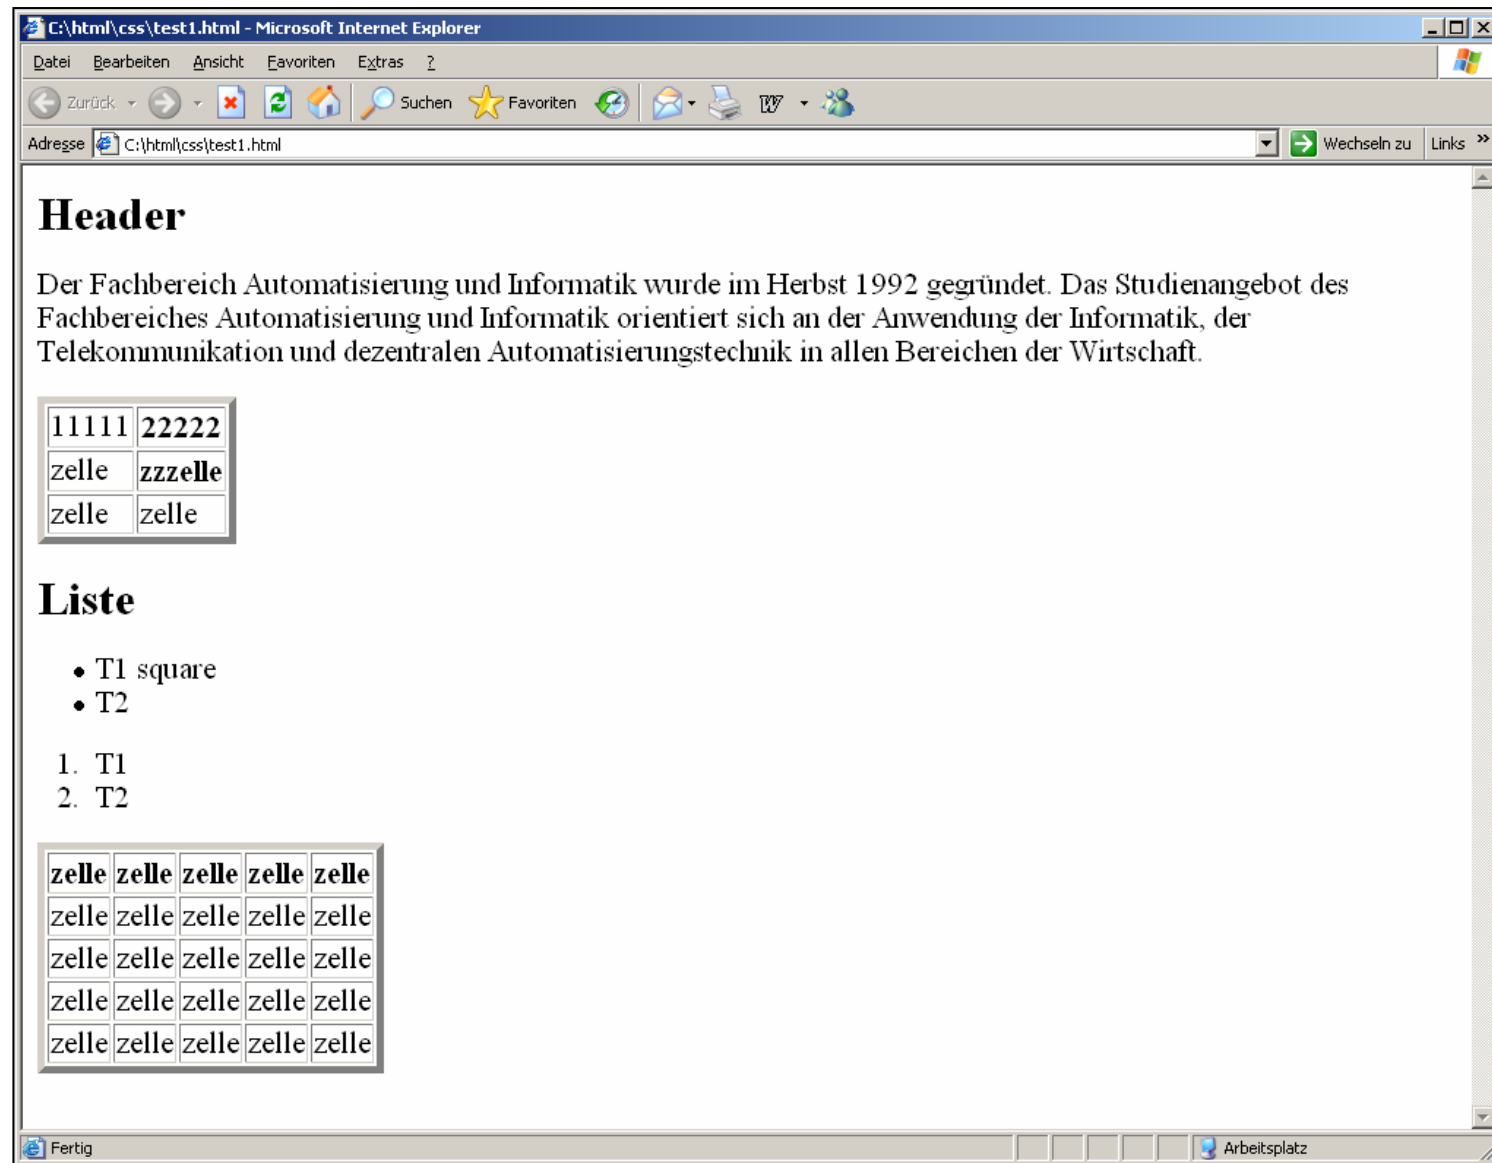 C:\html\css\test1.html - Microsoft Internet Explorer
Datei Bearbeiten Ansicht Favoriten Extras ?
Zurück Suchen Favoriten
Adresse C:\html\css\test1.html Wechseln zu Links »
Header
Der Fachbereich Automatisierung und Informatik wurde im Herbst 1992 gegründet. Das Studienangebot des
Fachbereiches Automatisierung und Informatik orientiert sich an der Anwendung der Informatik, der
Telekommunikation und dezentralen Automatisierungstechnik in allen Bereichen der Wirtschaft.
11111 22222
zelle zzzelle
zelle zelle
Liste
• T1 square
• T2
1. T1
2. T2
zelle zelle zelle zelle zelle
zelle zelle zelle zelle zelle
zelle zelle zelle zelle zelle
zelle zelle zelle zelle zelle
zelle zelle zelle zelle zelle
Fertig Arbeitsplatz